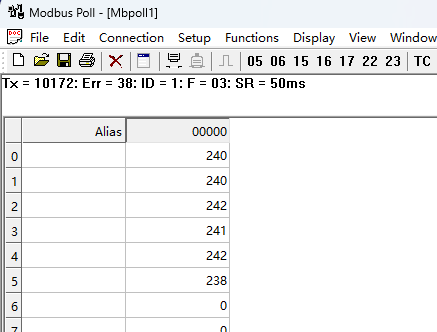 Modbus Poll - [Mbpoll1]
File Edit Connection Setup Functions Display View Window
05 06 15 16 17 22 23 TC
Tx = 10172: Err = 38: ID = 1: F = 03: SR = 50ms
Alias 00000
0 240
1 240
2 242
3 241
4 242
5 238
6 0
7 0